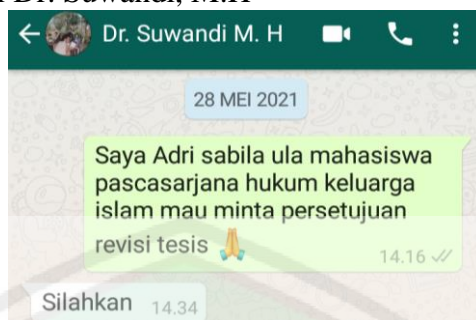 Dr. Suwandi, M.H
Dr. Suwandi M. H
28 MEI 2021
Saya Adri sabila ula mahasiswa
pascasarjana hukum keluarga
islam mau minta persetujuan
revisi tesis 🙏
14.16
Silahkan 14.34